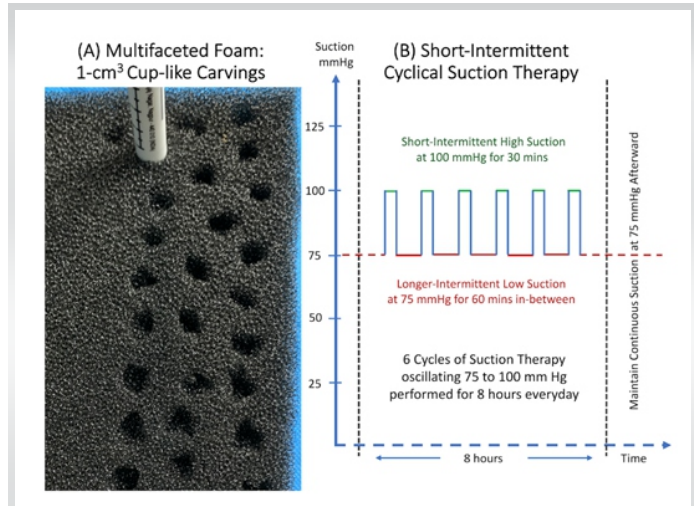 (A) Multifaceted Foam:
1-cm³ Cup-like Carvings
Suction
mmHg
(B) Short-Intermittent
Cyclical Suction Therapy
125
100
75
50
25
Short-Intermittent High Suction
at 100 mmHg for 30 mins
Longer-Intermittent Low Suction
at 75 mmHg for 60 mins in-between
6 Cycles of Suction Therapy
oscillating 75 to 100 mm Hg
performed for 8 hours everyday
Maintain Continuous Suction at 75 mmHg Afterward
8 hours
Time